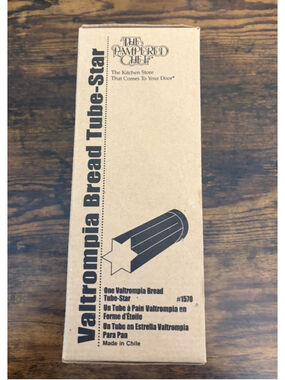 THE
PAMPERED
CHEF
The Kitchen Store
That Comes To Your Door®
Valtrompia Bread Tube-Star
One Valtrompia Bread
Tube-Star #1570
Un Tube à Pain Valtrompia en
Forme d'Étoile
Un Tubo en Estrella Valtrompia
Para Pan
Made in Chile